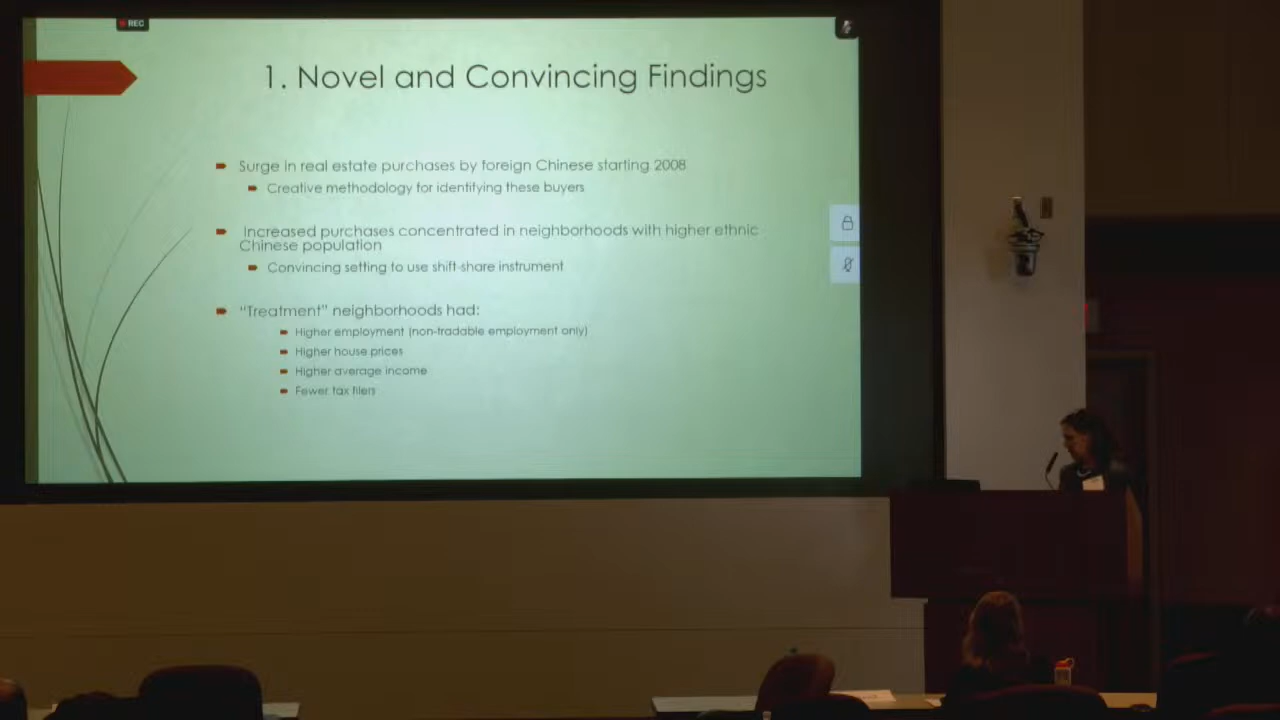 REC
1. Novel and Convincing Findings
Surge in real estate purchases by foreign Chinese starting 2008
Creative methodology for identifying these buyers
Increased purchases concentrated in neighborhoods with higher ethnic
Chinese population
Convincing setting to use shift-share instrument
“Treatment” neighborhoods had:
Higher employment (non-tradable employment only)
Higher house prices
Higher average income
Fewer tax filers